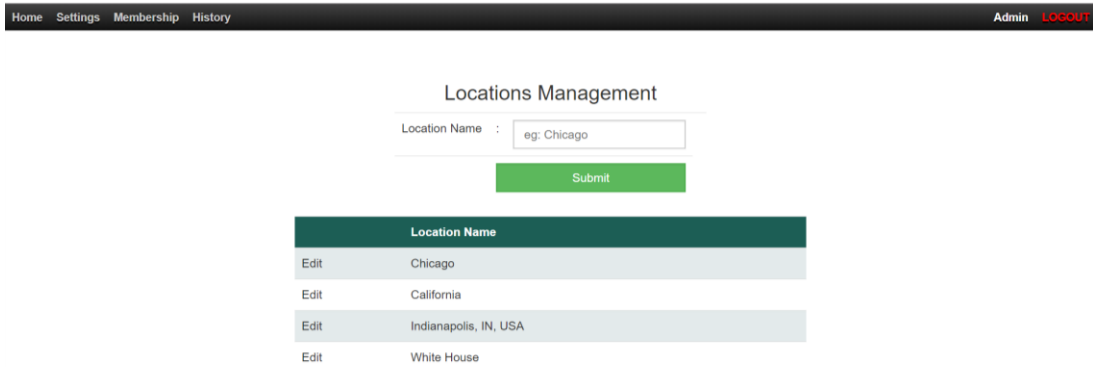 Home Settings Membership History Admin LOGOUT
Locations Management
Location Name : eg: Chicago
Submit
Location Name
Edit Chicago
Edit California
Edit Indianapolis, IN, USA
Edit White House